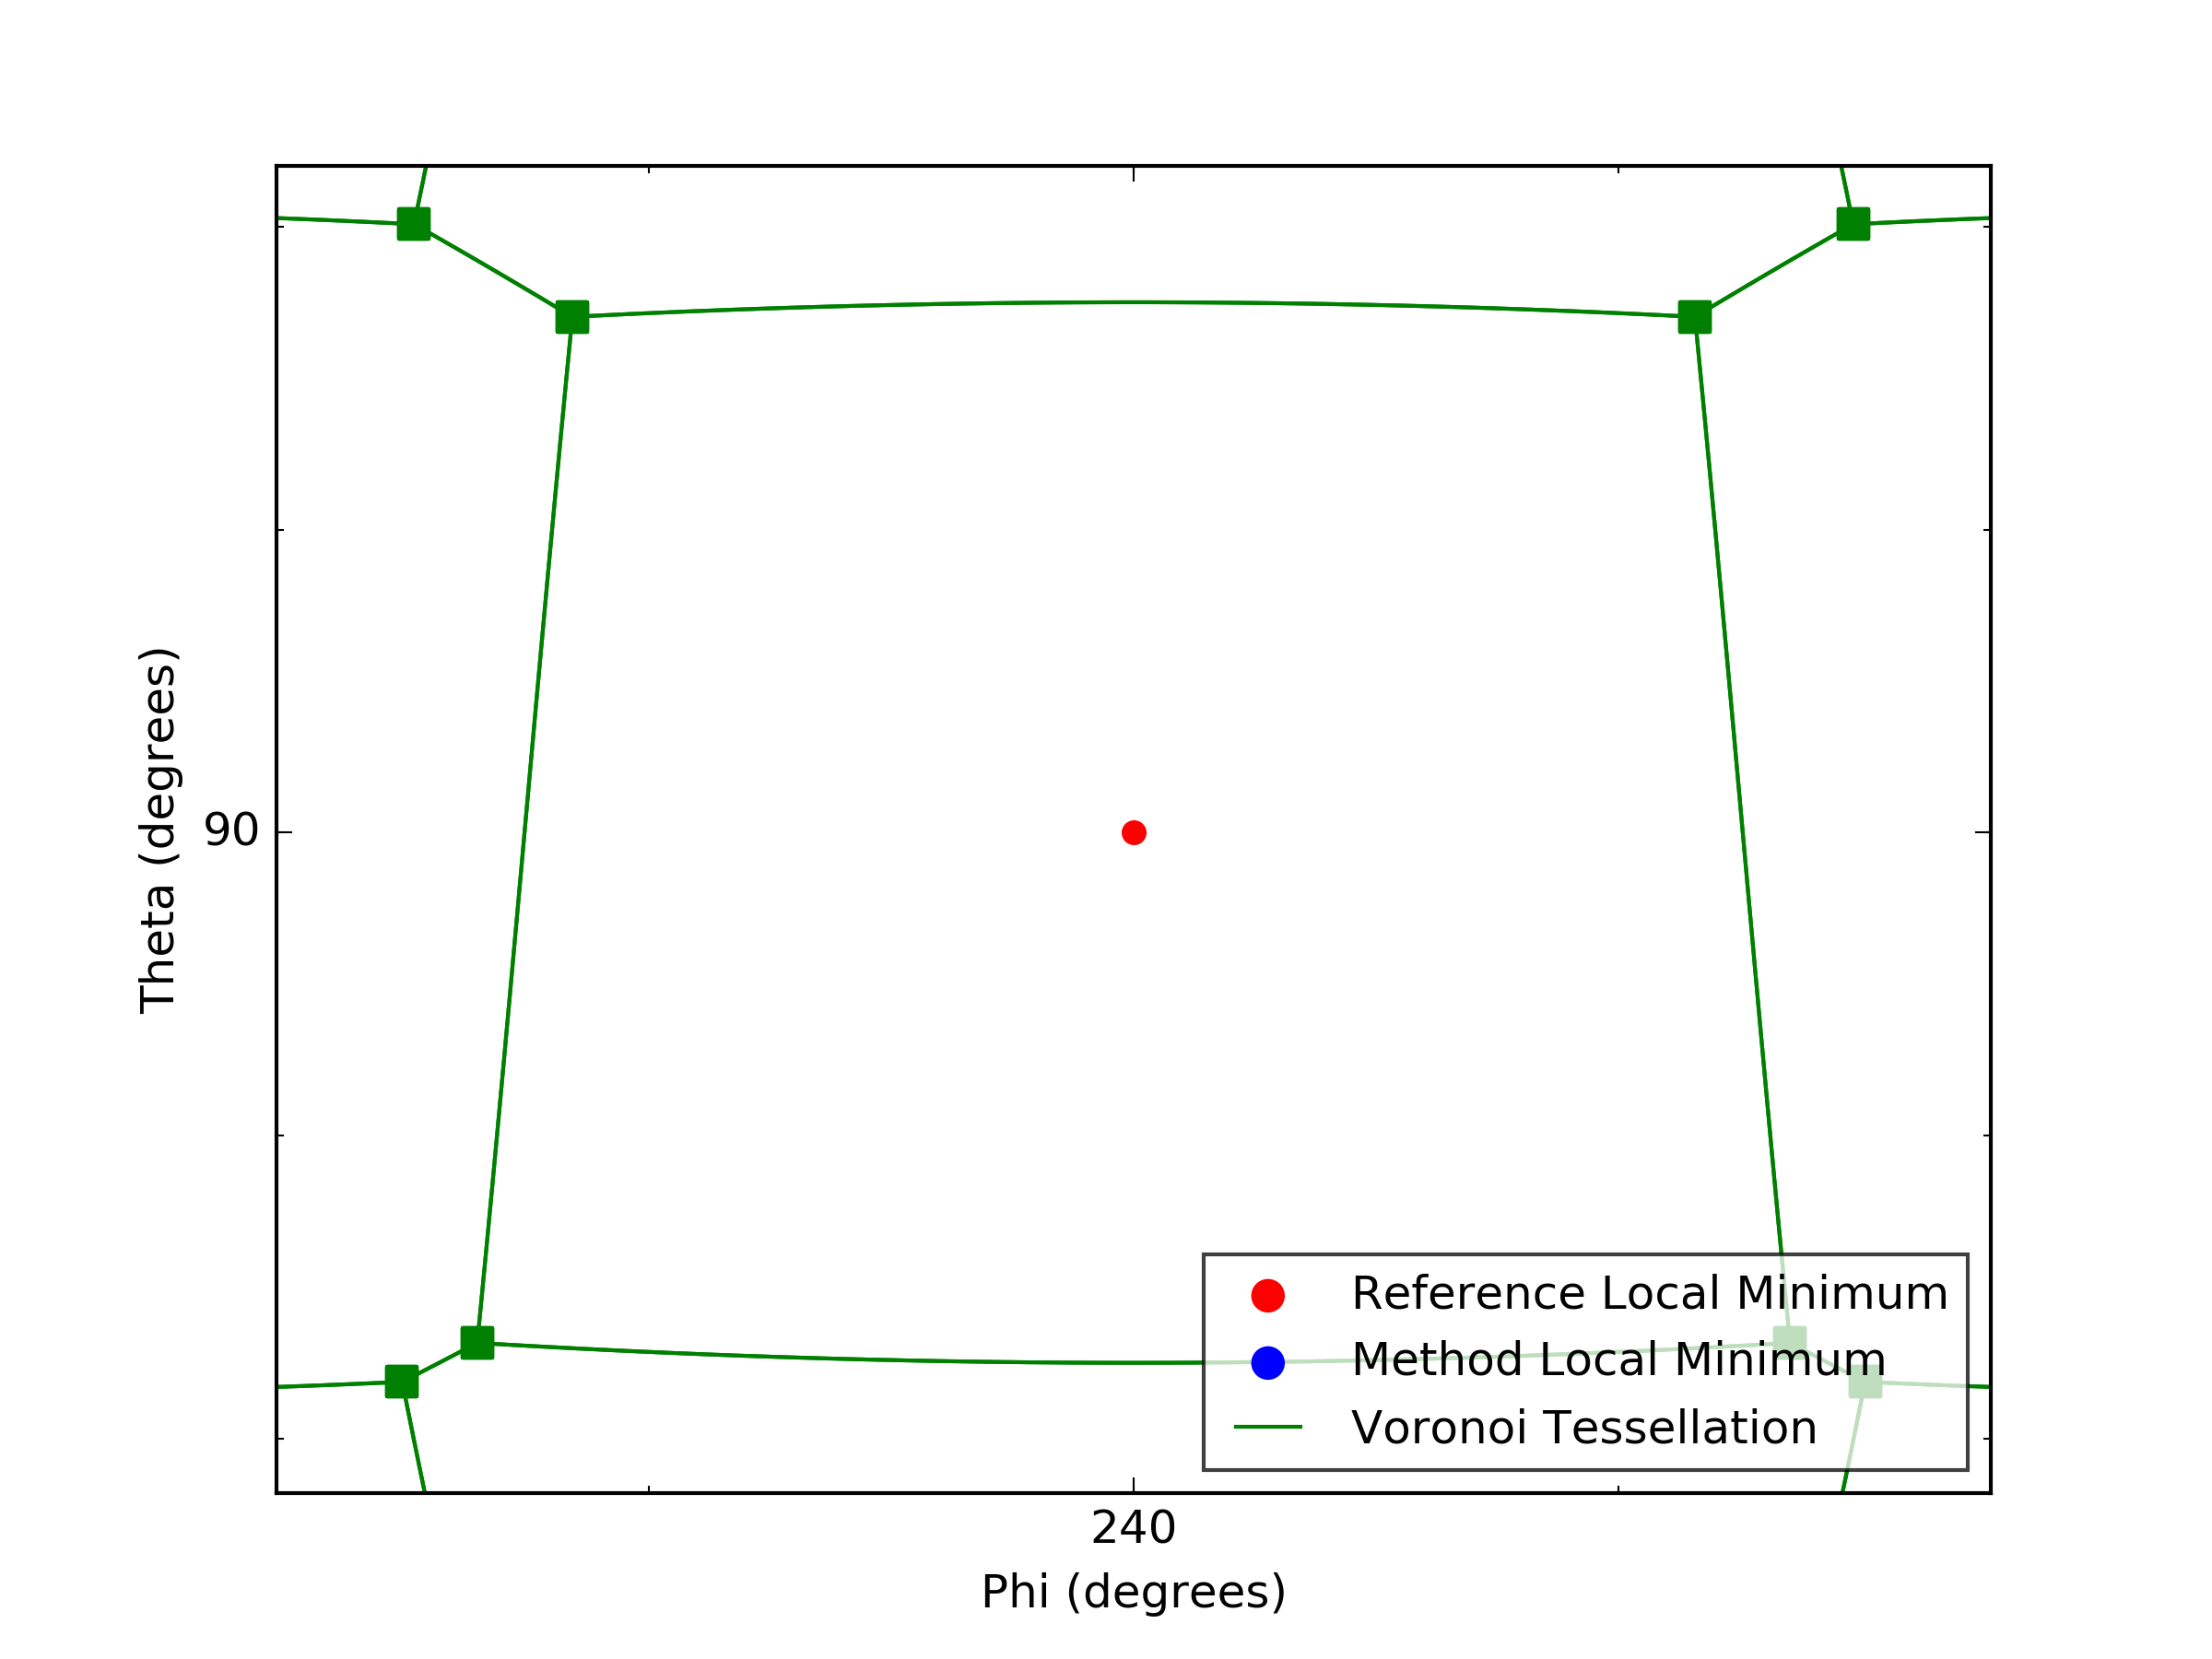 Theta (degrees)
90
Reference Local Minimum
Method Local Minimum
Voronoi Tessellation
240
Phi (degrees)